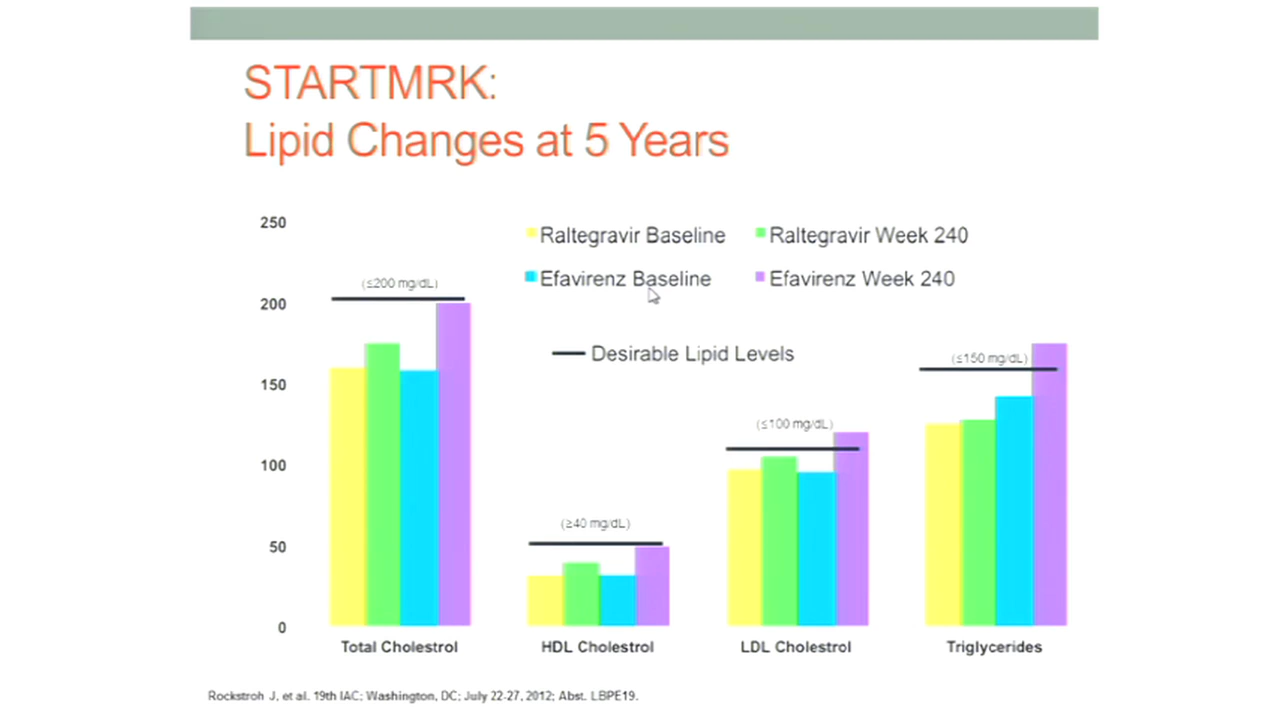 STARTMRK:
Lipid Changes at 5 Years
250
200
150
100
50
0
Raltegravir Baseline
Raltegravir Week 240
Efavirenz Baseline
Efavirenz Week 240
Desirable Lipid Levels
(≤200 mg/dL)
(≥40 mg/dL)
(≤100 mg/dL)
(≤150 mg/dL)
Total Cholestrol
HDL Cholestrol
LDL Cholestrol
Triglycerides
Rockstroh J, et al. 19th IAC; Washington, DC; July 22-27, 2012; Abst. LBPE19.